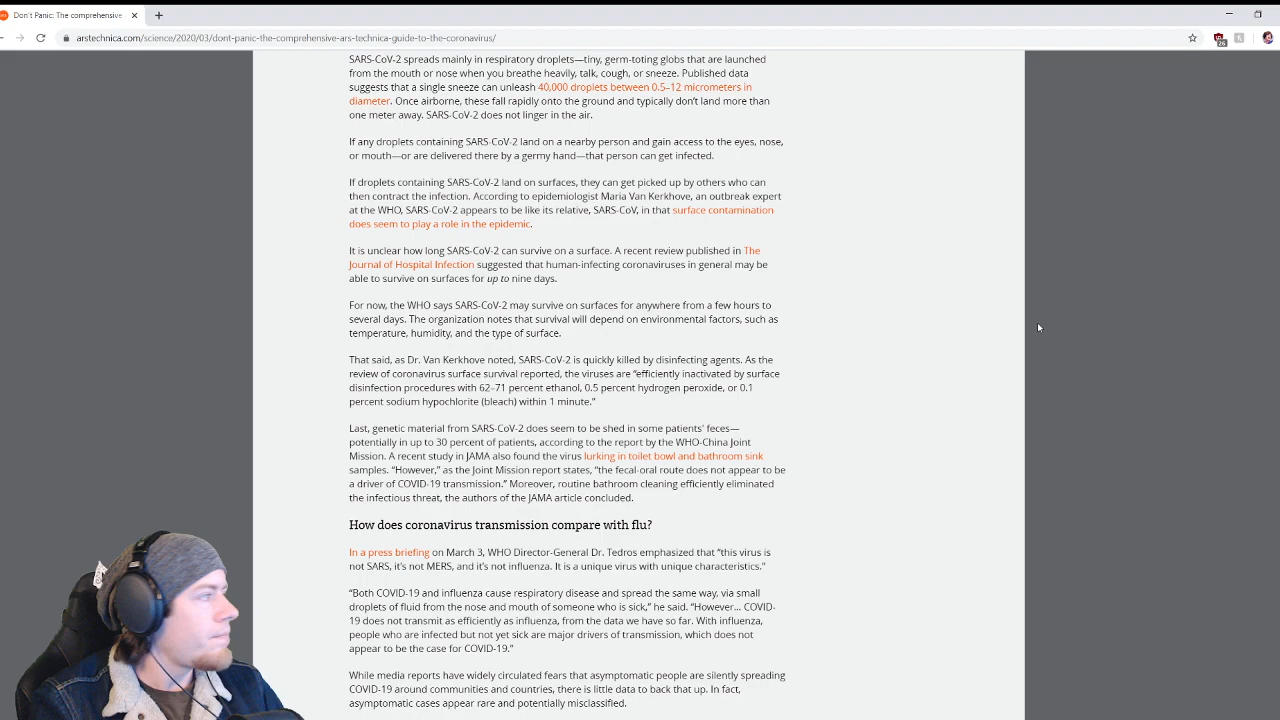 Don't Panic: The comprehensive
arstechnica.com/science/2020/03/dont-panic-the-comprehensive-ars-technica-guide-to-the-coronavirus/
26
SARS-CoV-2 spreads mainly in respiratory droplets—tiny, germ-toting globs that are launched
from the mouth or nose when you breathe heavily, talk, cough, or sneeze. Published data
suggests that a single sneeze can unleash 40,000 droplets between 0.5–12 micrometers in
diameter. Once airborne, these fall rapidly onto the ground and typically don't land more than
one meter away. SARS-CoV-2 does not linger in the air.
If any droplets containing SARS-CoV-2 land on a nearby person and gain access to the eyes, nose,
or mouth—or are delivered there by a germy hand—that person can get infected.
If droplets containing SARS-CoV-2 land on surfaces, they can get picked up by others who can
then contract the infection. According to epidemiologist Maria Van Kerkhove, an outbreak expert
at the WHO, SARS-CoV-2 appears to be like its relative, SARS-CoV, in that surface contamination
does seem to play a role in the epidemic.
It is unclear how long SARS-CoV-2 can survive on a surface. A recent review published in The
Journal of Hospital Infection suggested that human-infecting coronaviruses in general may be
able to survive on surfaces for up to nine days.
For now, the WHO says SARS-CoV-2 may survive on surfaces for anywhere from a few hours to
several days. The organization notes that survival will depend on environmental factors, such as
temperature, humidity, and the type of surface.
That said, as Dr. Van Kerkhove noted, SARS-CoV-2 is quickly killed by disinfecting agents. As the
review of coronavirus surface survival reported, the viruses are “efficiently inactivated by surface
disinfection procedures with 62–71 percent ethanol, 0.5 percent hydrogen peroxide, or 0.1
percent sodium hypochlorite (bleach) within 1 minute.”
Last, genetic material from SARS-CoV-2 does seem to be shed in some patients' feces—
potentially in up to 30 percent of patients, according to the report by the WHO-China Joint
Mission. A recent study in JAMA also found the virus lurking in toilet bowl and bathroom sink
samples. “However,” as the Joint Mission report states, “the fecal-oral route does not appear to be
a driver of COVID-19 transmission.” Moreover, routine bathroom cleaning efficiently eliminated
the infectious threat, the authors of the JAMA article concluded.
How does coronavirus transmission compare with flu?
In a press briefing on March 3, WHO Director-General Dr. Tedros emphasized that “this virus is
not SARS, it's not MERS, and it's not influenza. It is a unique virus with unique characteristics.”
“Both COVID-19 and influenza cause respiratory disease and spread the same way, via small
droplets of fluid from the nose and mouth of someone who is sick,” he said. “However... COVID-
19 does not transmit as efficiently as influenza, from the data we have so far. With influenza,
people who are infected but not yet sick are major drivers of transmission, which does not
appear to be the case for COVID-19.”
While media reports have widely circulated fears that asymptomatic people are silently spreading
COVID-19 around communities and countries, there is little data to back that up. In fact,
asymptomatic cases appear rare and potentially misclassified.